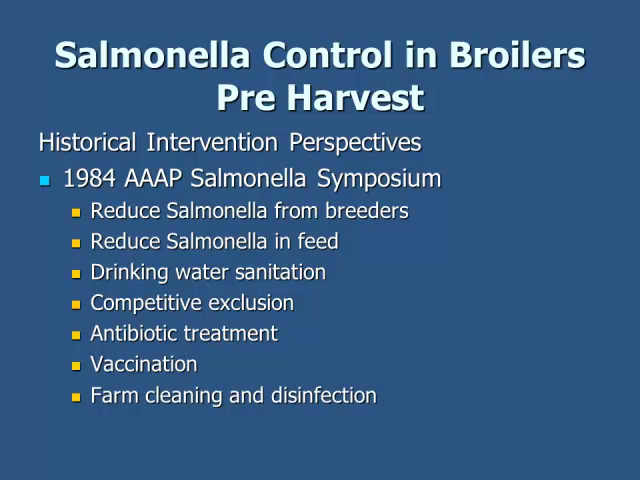 Salmonella Control in Broilers
Pre Harvest
Historical Intervention Perspectives
1984 AAAP Salmonella Symposium
Reduce Salmonella from breeders
Reduce Salmonella in feed
Drinking water sanitation
Competitive exclusion
Antibiotic treatment
Vaccination
Farm cleaning and disinfection